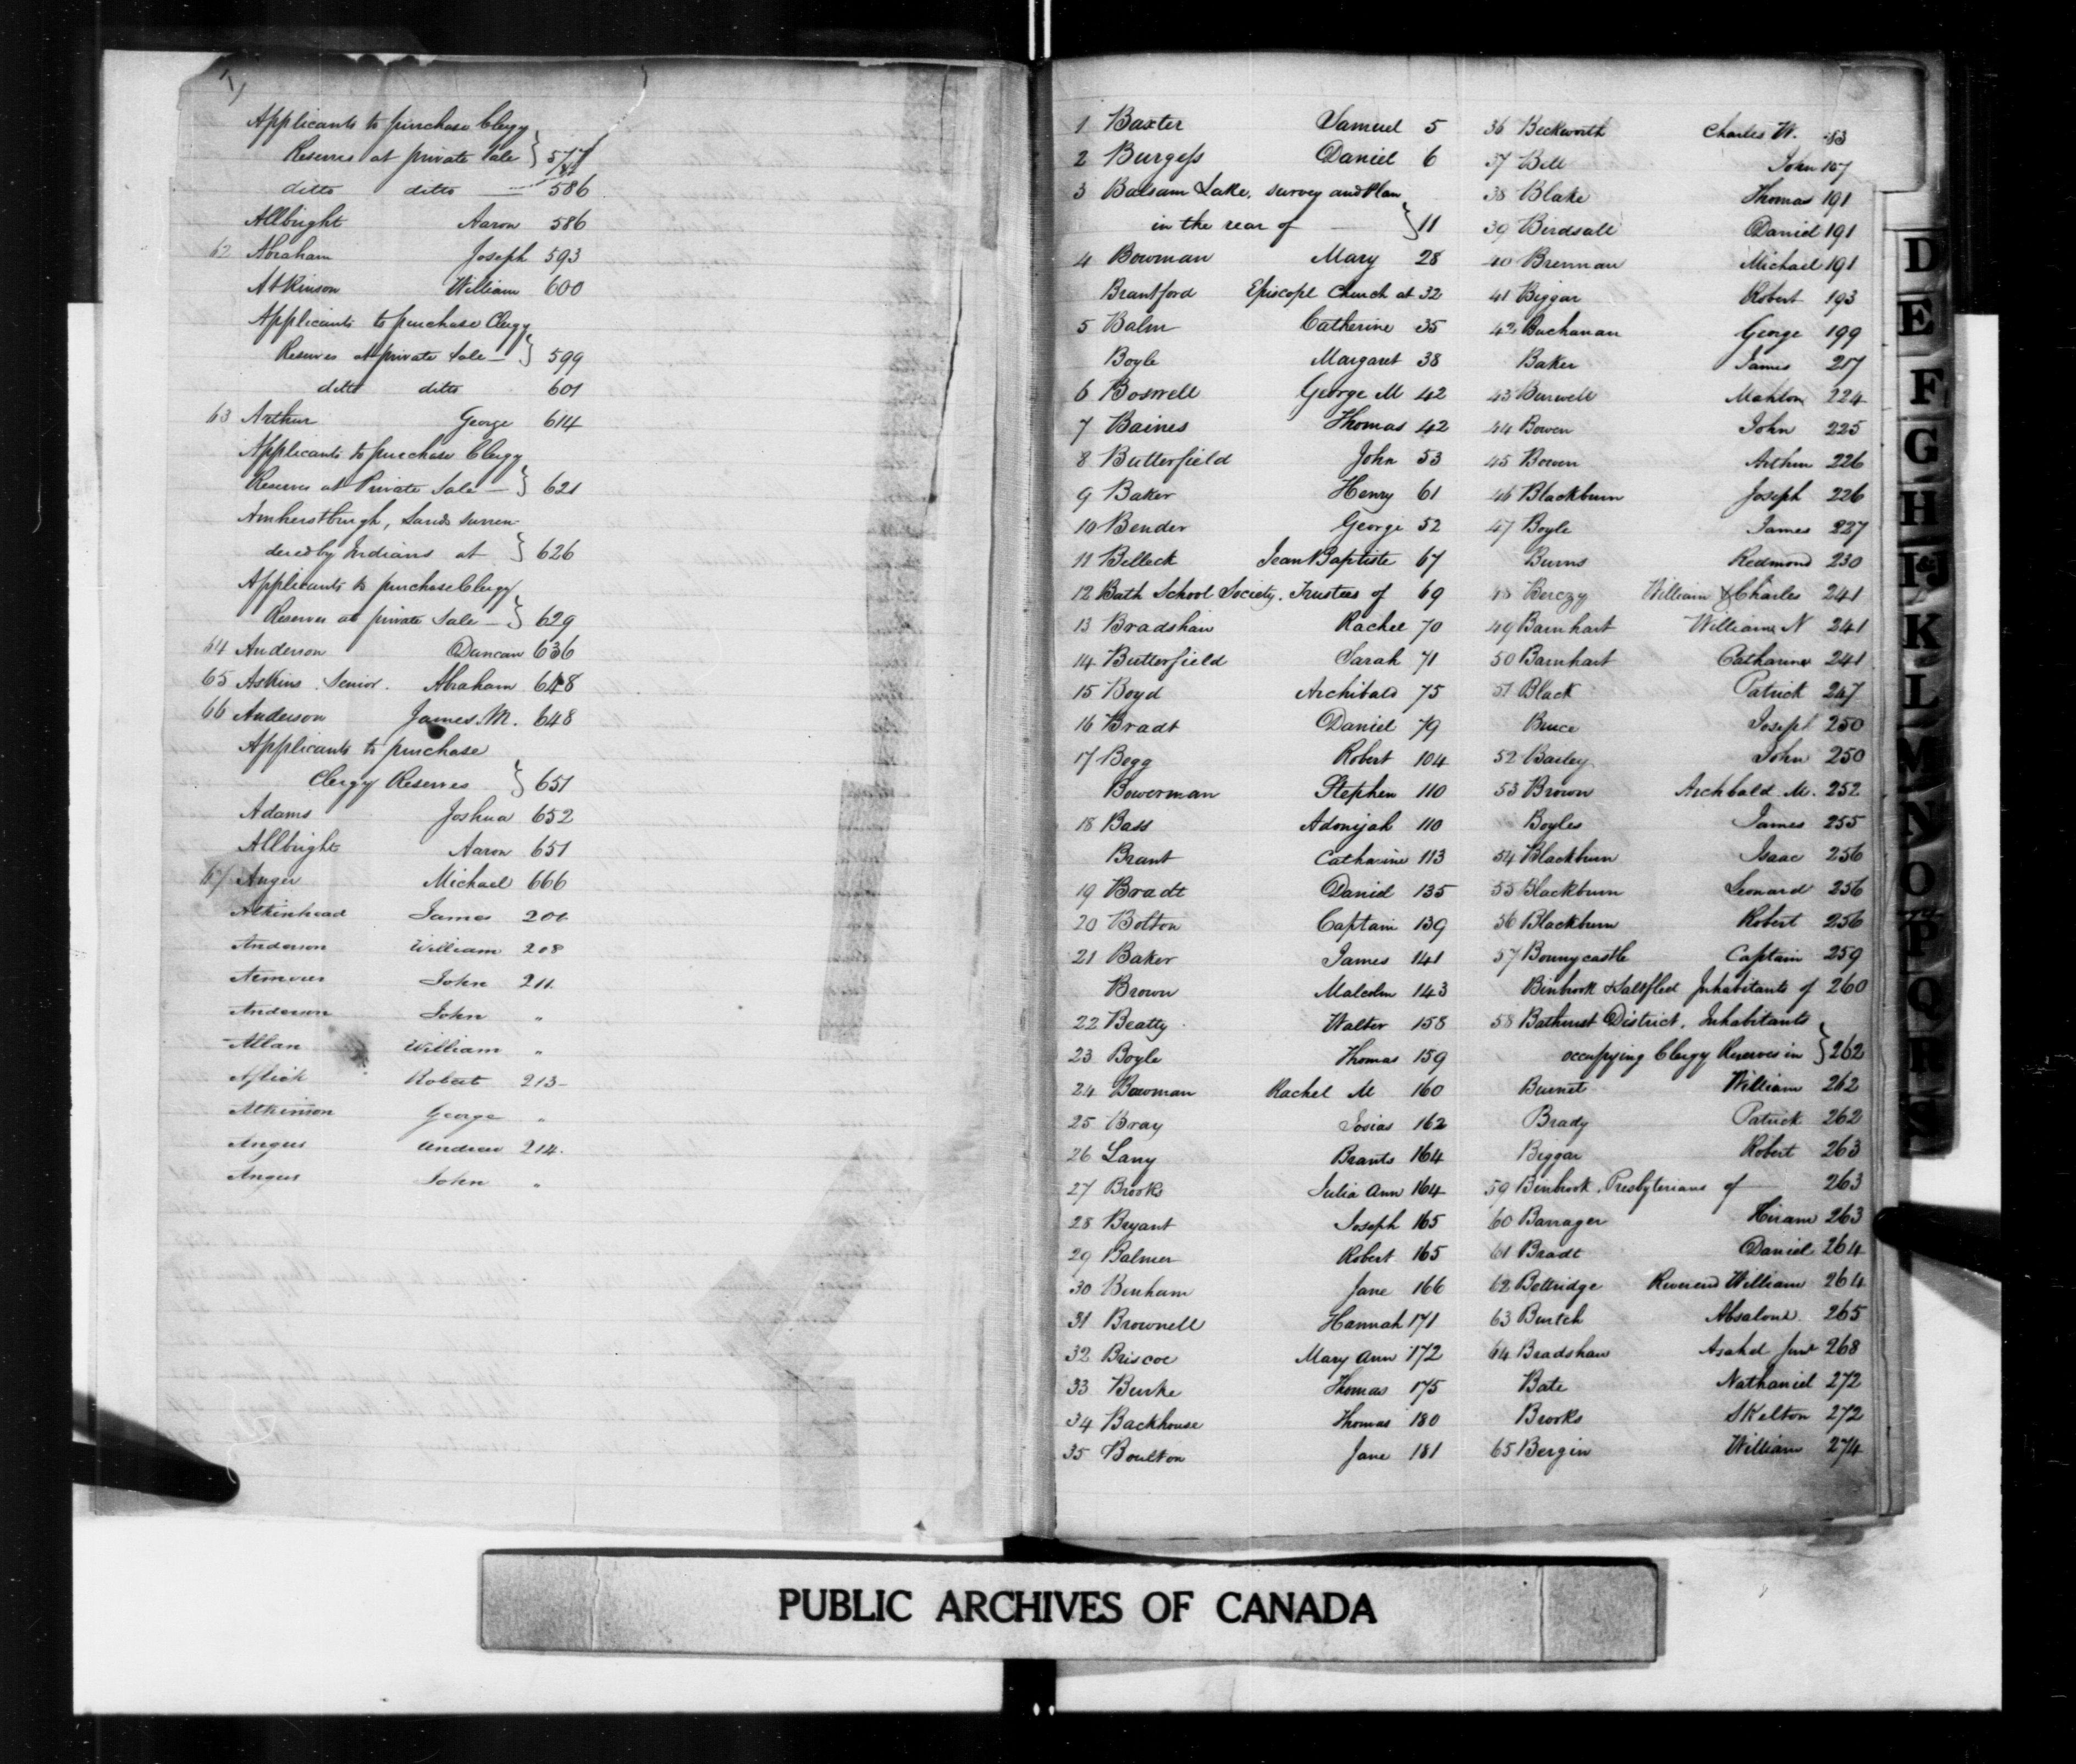 Applicants to purchase Clergy
Reserves at private Sale } 577
ditto ditto — 586
Allbright Aaron 586
62 Abraham Joseph 593
Atkinson William 600
Applicants to purchase Clergy
Reserves at private Sale — } 599
ditto ditto 601
63 Arthur George 614
Applicants to purchase Clergy
Reserves at Private Sale — } 621
Amherstburgh, Lands surren-
dered by Indians at } 626
Applicants to purchase Clergy
Reserves at private Sale — } 629
64 Anderson Duncan 636
65 Askins Senior. Abraham 648
66 Anderson James. M. 648
Applicants to purchase
Clergy Reserves } 651
Adams Joshua 652
Allbright Aaron 651
67 Anger Michael 666
Atkinhead James 206
Anderson William 208
Armour John 211.
Anderson John "
Allan William "
Afflick Robert 213-
Atkinson George "
Angus Andrew 214.
Angus John "
1 Baxter Samuel 5
2 Burgess Daniel 6
3 Balsam Lake, survey and Plan
in the rear of — } 11
4 Bowman Mary 28
Brantford Episcopl Church at 32
5 Balm Catherine 35
Boyle Margaret 38
6 Boswell George M 42
7 Baines Thomas 42
8 Butterfield John 53
9 Baker Henry 61
10 Bender George 52
11 Belleck Jean Baptiste 67
12 Bath School Society, Trustees of 69
13 Bradshaw Rachel 70
14 Butterfield Sarah 71
15 Boyd Archibald 75
16 Bradt Daniel 79
17 Begg Robert 104
Bowerman Stephen 110
18 Bass Adonijah 110
Brant Catharine 113
19 Bradt Daniel 135
20 Bolton Captain 139
21 Baker James 141
Brown Malcolm 143
22 Beatty Walter 158
23 Boyle Thomas 159
24 Bowman Rachel M 160
25 Bray Josias 162
26 Lany Brants 164
27 Brooks Julia Ann 164
28 Bryant Joseph 165
29 Balmer Robert 165
30 Benham Jane 166
31 Brownell Hannah 171
32 Briscoe Mary Ann 172
33 Burke Thomas 175
34 Backhouse Thomas 180
35 Boulton Jane 181
36 Beckworth Charles W. 183
37 Bell John 187
38 Blake Thomas 191
39 Birdsall Daniel 191
40 Brennan Michael 191
41 Biggar Robert 193
42 Buchanan George 199
Baker James 217
43 Burwell Mahlon 224
44 Bowen John 225
45 Bowen Arthur 226
46 Blackburn Joseph 226
47 Boyle James 227
Burns Redmond 230
48 Berczy William & Charles 241
49 Barnhart William N 241
50 Barnhart Catharine 241
51 Black Patrick 247
Bruce Joseph 250
52 Bailey John 250
53 Brown Archbald M. 252
Boyles James 255
54 Blackburn Isaac 256
55 Blackburn Leonard 256
56 Blackburn Robert 256
57 Bonnycastle Captain 259
Binbrook & Saltfleet Inhabitants of 260
58 Bathurst District, Inhabitants
occupying Clergy Reserves in } 262
Burnet William 262
Brady Patrick 262
Biggar Robert 263
59 Binbrook, Presbyterians of — 263
60 Barrager Hiram 263
61 Bradt Daniel 264
62 Bettridge Reverend William 264
63 Burtch Absalom 265
64 Bradshaw Asahel Junr 268
Bate Nathaniel 272
Brooks Skelton 272
65 Bergin William 274
D
E
F
G
H
I&J
K
L
M
N
O
P
Q
R
PUBLIC ARCHIVES OF CANADA